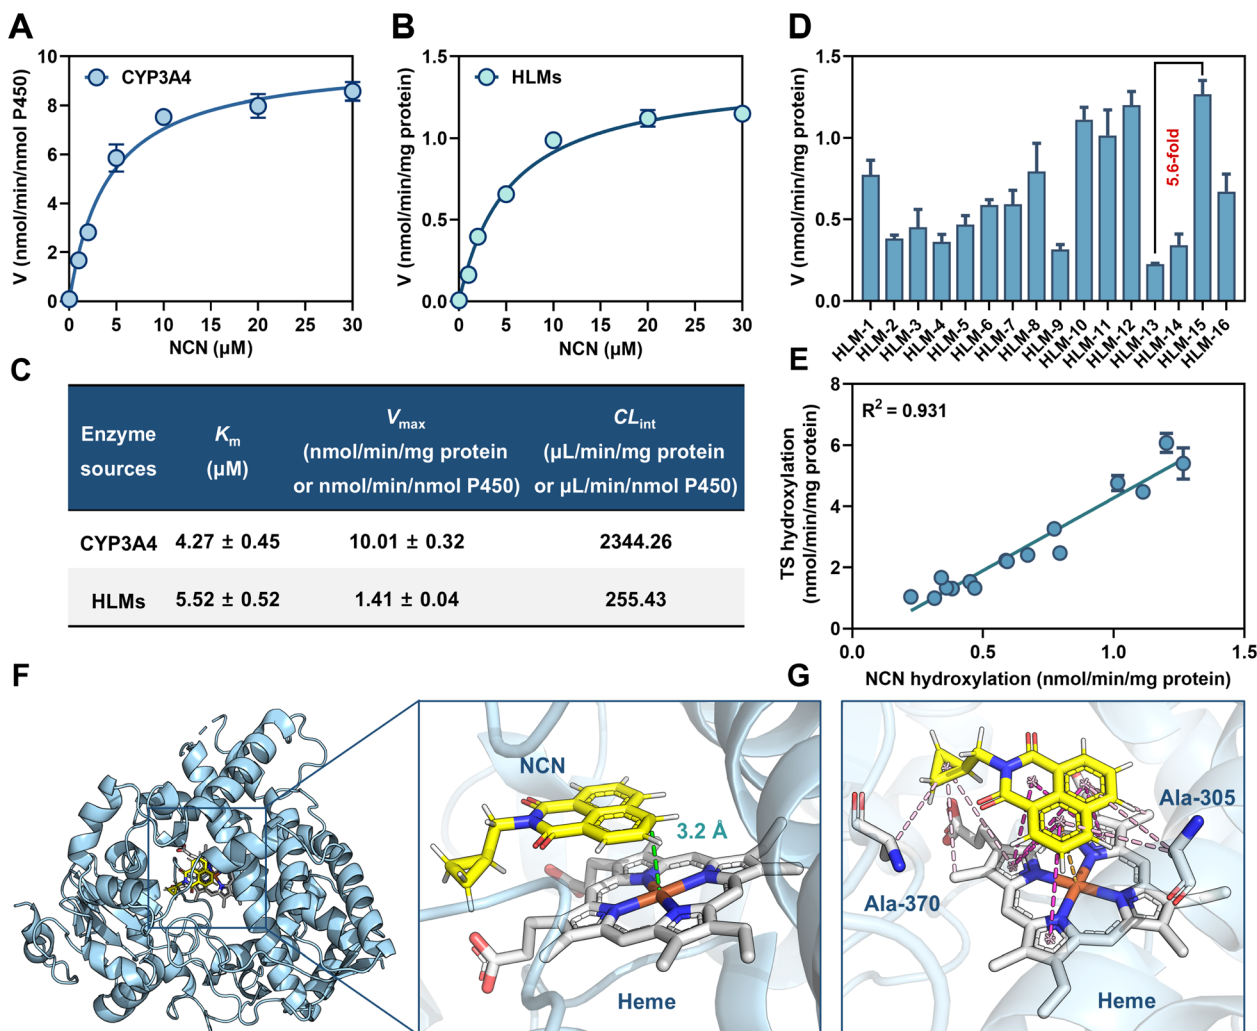 A
V (nmol/min/nmol P450)
10
8
6
4
2
0
CYP3A4
0 5 10 15 20 25 30
NCN (μM)
B
V (nmol/min/mg protein)
1.5
1.0
0.5
0.0
HLMs
0 5 10 15 20 25 30
NCN (μM)
D
V (nmol/min/mg protein)
1.5
1.0
0.5
0.0
5.6-fold
HLM-1
HLM-2
HLM-3
HLM-4
HLM-5
HLM-6
HLM-7
HLM-8
HLM-9
HLM-10
HLM-11
HLM-12
HLM-13
HLM-14
HLM-15
HLM-16
C
Enzyme sources
Km (μM)
Vmax
(nmol/min/mg protein
or nmol/min/nmol P450)
CLint
(μL/min/mg protein
or μL/min/nmol P450)
CYP3A4 4.27 ± 0.45 10.01 ± 0.32 2344.26
HLMs 5.52 ± 0.52 1.41 ± 0.04 255.43
E
TS hydroxylation
(nmol/min/mg protein)
8
6
4
2
0
R² = 0.931
0.0 0.5 1.0 1.5
NCN hydroxylation (nmol/min/mg protein)
F
NCN
3.2 Å
Heme
G
Ala-305
Ala-370
Heme